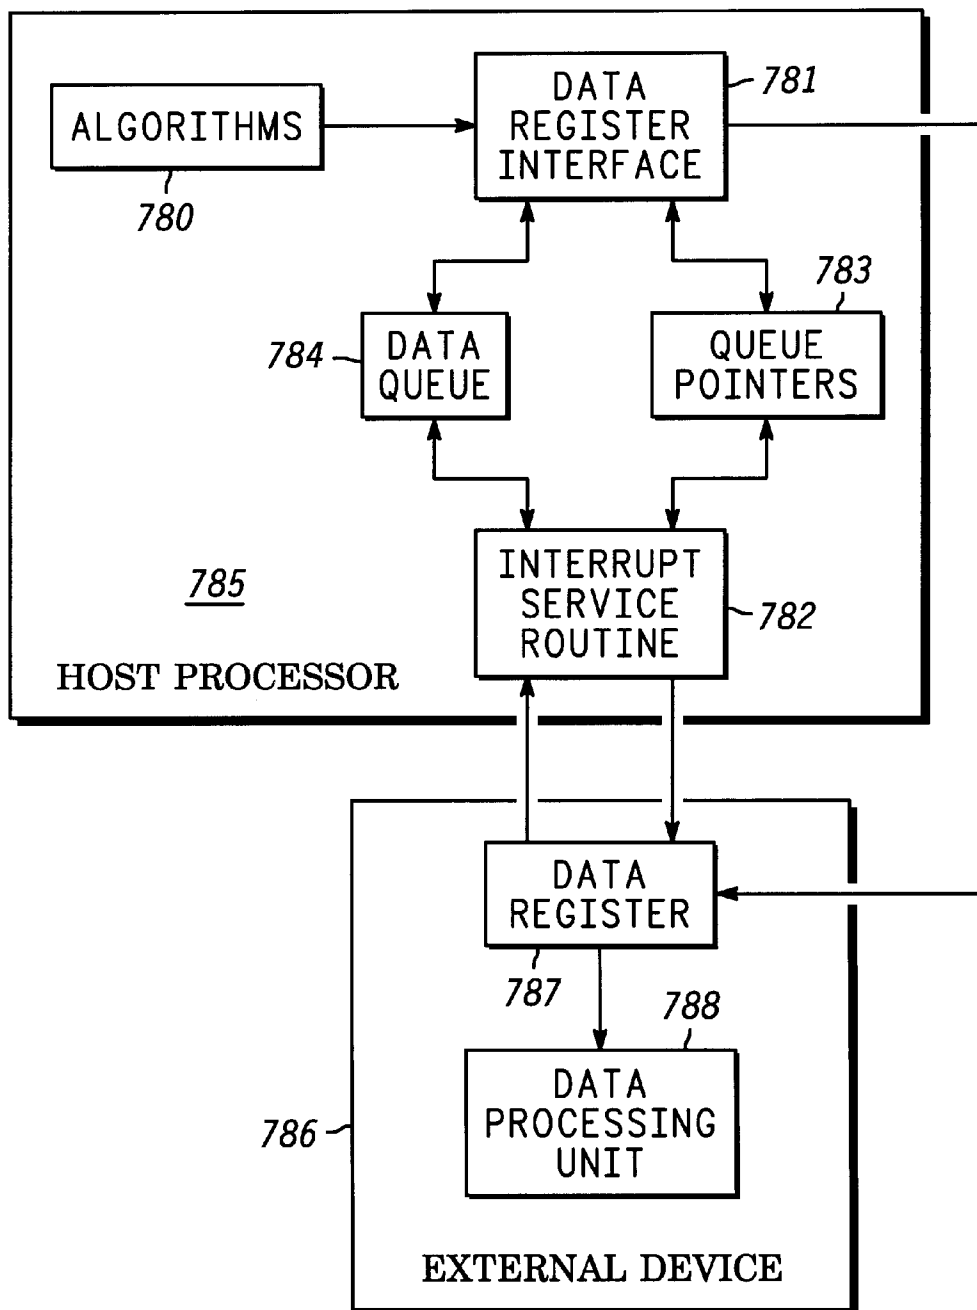 ALGORITHMS
780
DATA
REGISTER
INTERFACE
781
784
DATA
QUEUE
783
QUEUE
POINTERS
785
HOST PROCESSOR
INTERRUPT
SERVICE
ROUTINE
782
DATA
REGISTER
787
788
DATA
PROCESSING
UNIT
786
EXTERNAL DEVICE